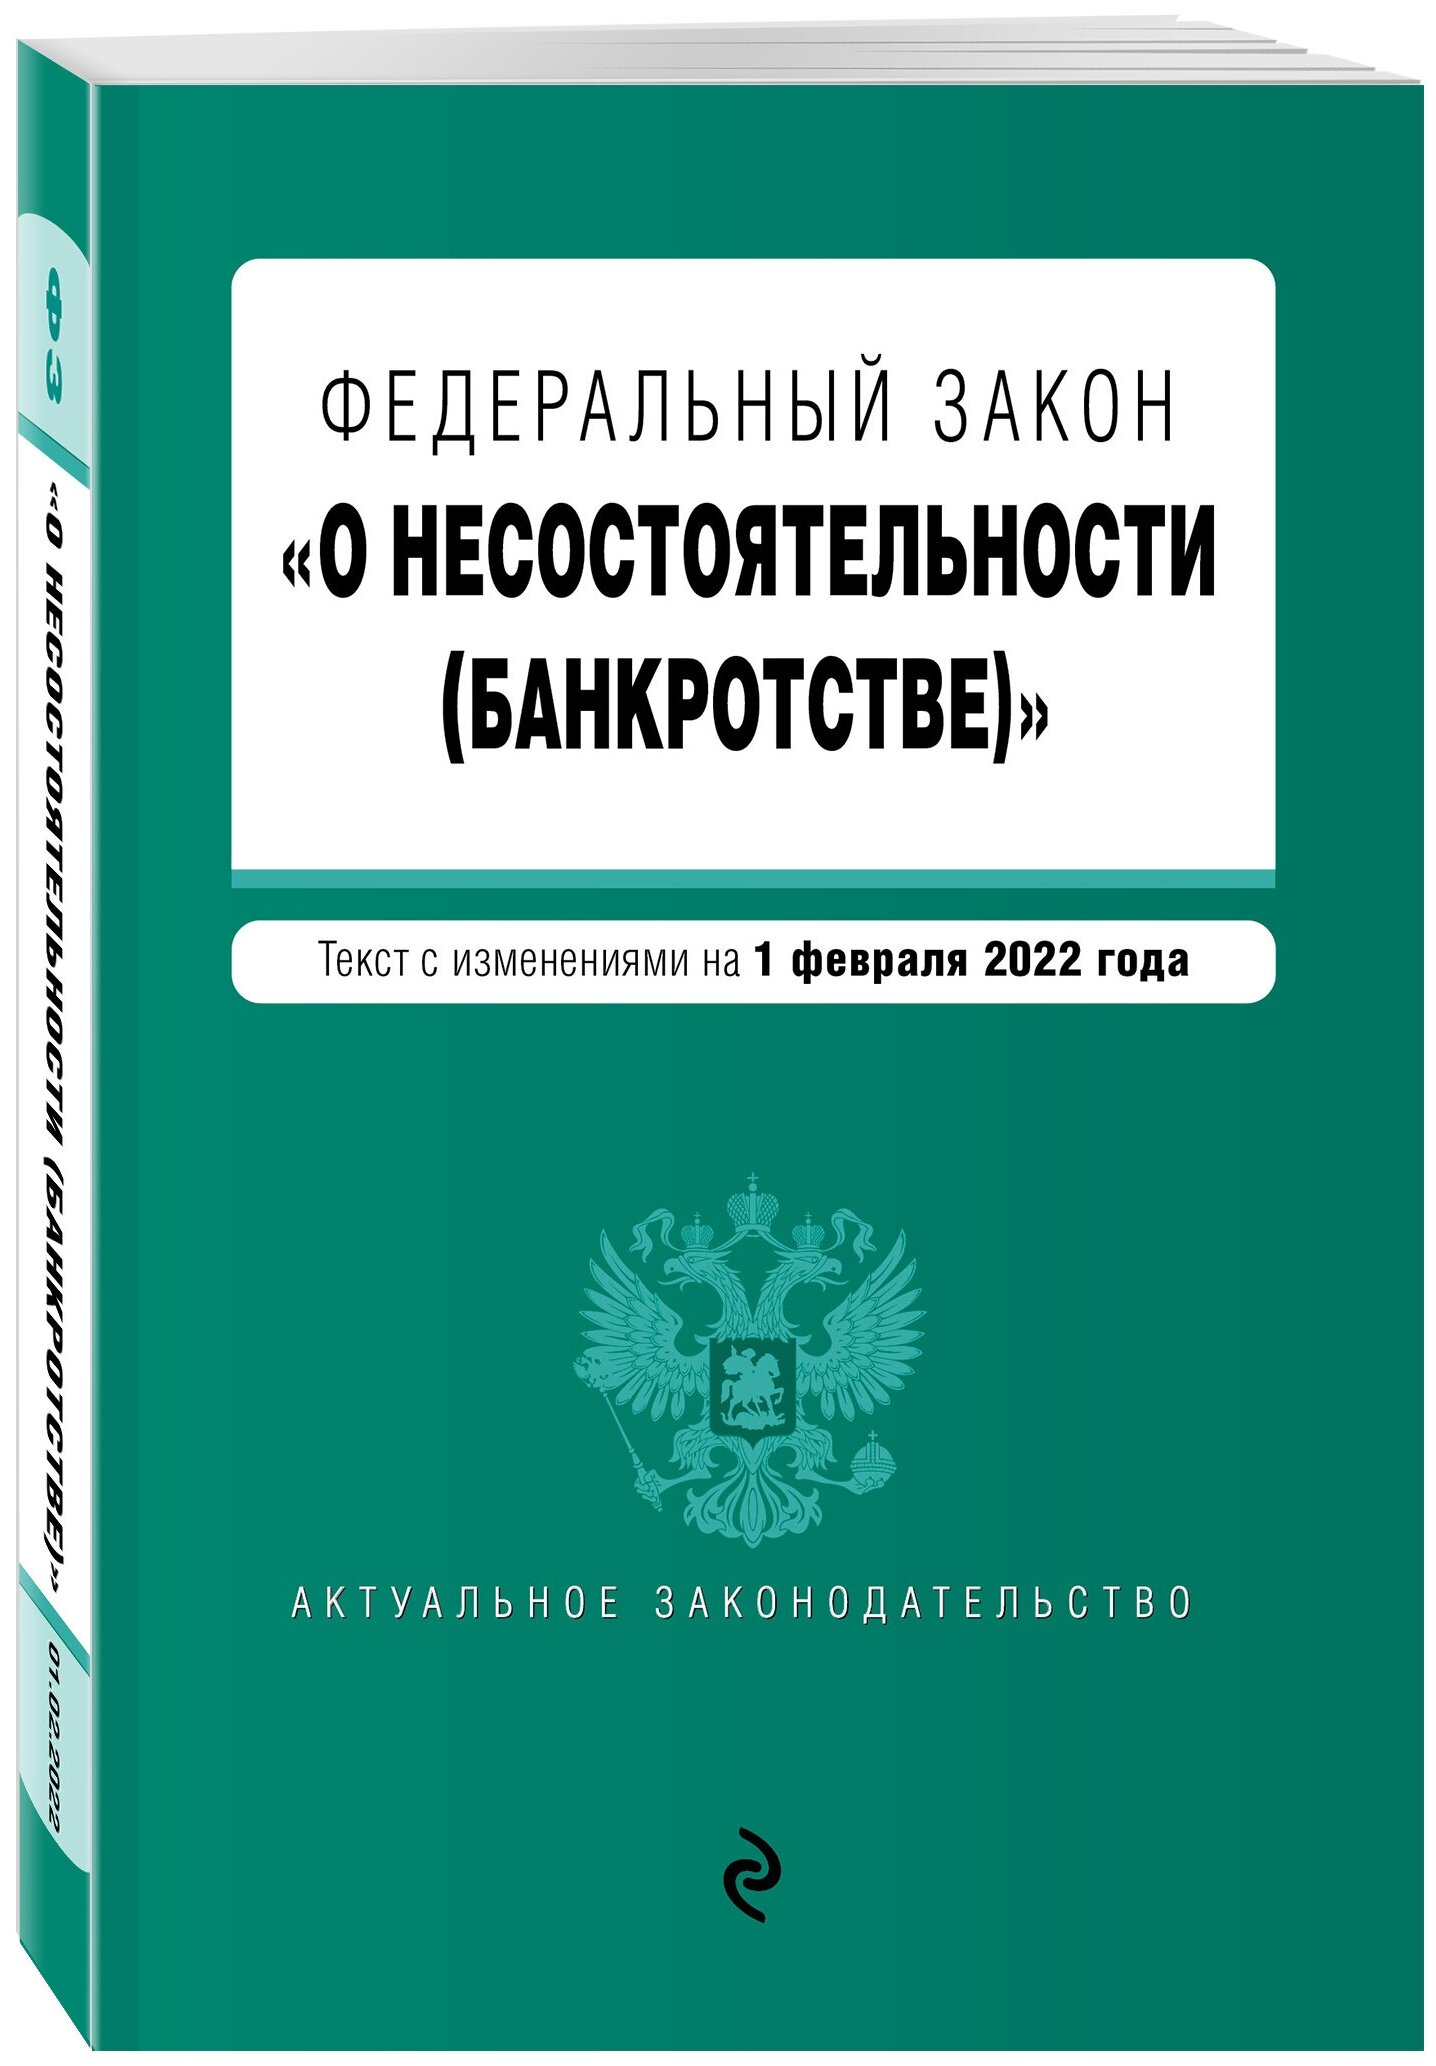 ФЕДЕРАЛЬНЫЙ ЗАКОН
«О НЕСОСТОЯТЕЛЬНОСТИ
(БАНКРОТСТВЕ)»
Текст с изменениями на 1 февраля 2022 года
АКТУАЛЬНОЕ ЗАКОНОДАТЕЛЬСТВО
ФЗ
«О НЕСОСТОЯТЕЛЬНОСТИ (БАНКРОТСТВЕ)»
01.02.2022